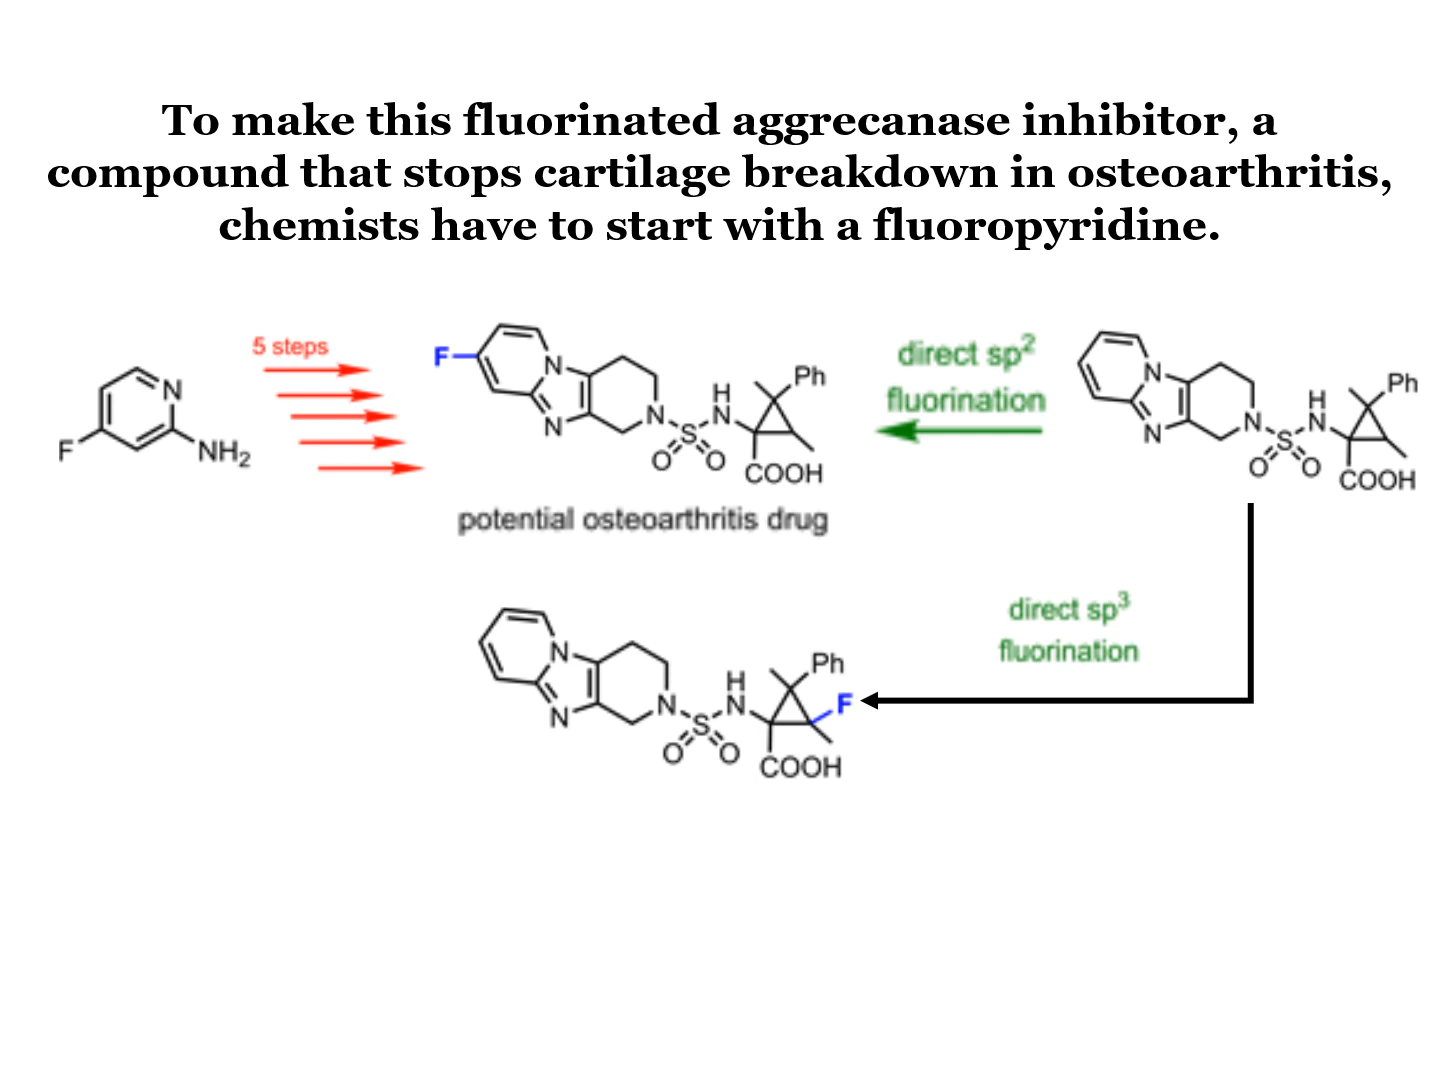 To make this fluorinated aggrecanase inhibitor, a
compound that stops cartilage breakdown in osteoarthritis,
chemists have to start with a fluoropyridine.
5 steps
F
N
NH2
F
N
N
N
S
O
O
H
N
Ph
COOH
potential osteoarthritis drug
direct sp2
fluorination
N
N
N
S
O
O
H
N
Ph
COOH
direct sp3
fluorination
N
N
N
S
O
O
H
N
Ph
F
COOH